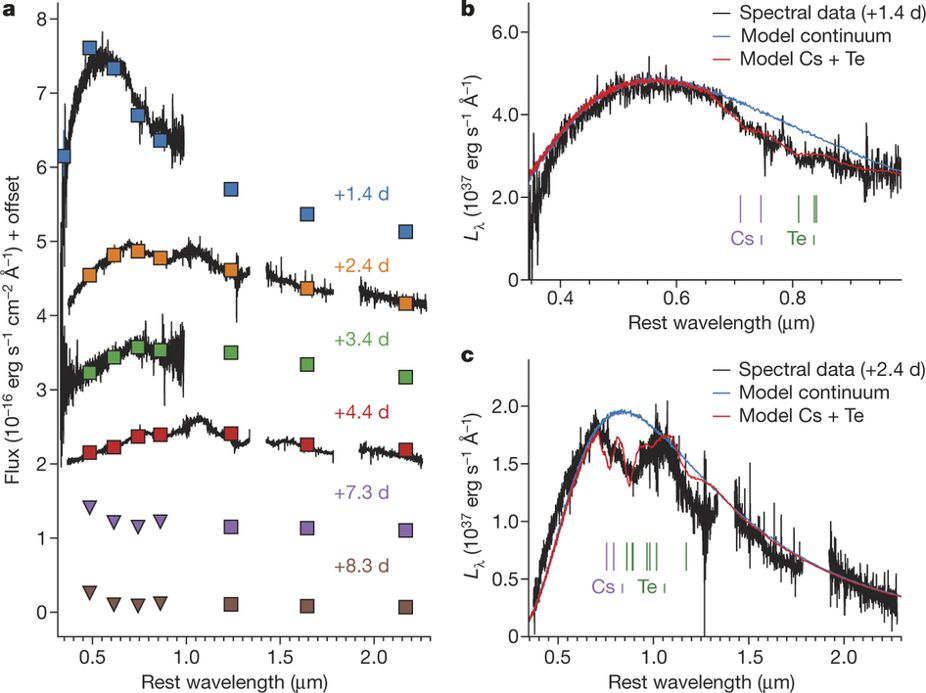 a
8
7
6
5
4
3
2
1
0
Flux (10⁻¹⁶ erg s⁻¹ cm⁻² Å⁻¹) + offset
+1.4 d
+2.4 d
+3.4 d
+4.4 d
+7.3 d
+8.3 d
0.5 1.0 1.5 2.0
Rest wavelength (μm)
b
Spectral data (+1.4 d)
Model continuum
Model Cs + Te
6.0
4.0
2.0
0
Lλ (10³⁷ erg s⁻¹ Å⁻¹)
Cs I Te I
0.4 0.6 0.8
Rest wavelength (μm)
c
Spectral data (+2.4 d)
Model continuum
Model Cs + Te
2.0
1.5
1.0
0.5
0
Lλ (10³⁷ erg s⁻¹ Å⁻¹)
Cs I Te I
0.5 1.0 1.5 2.0
Rest wavelength (μm)